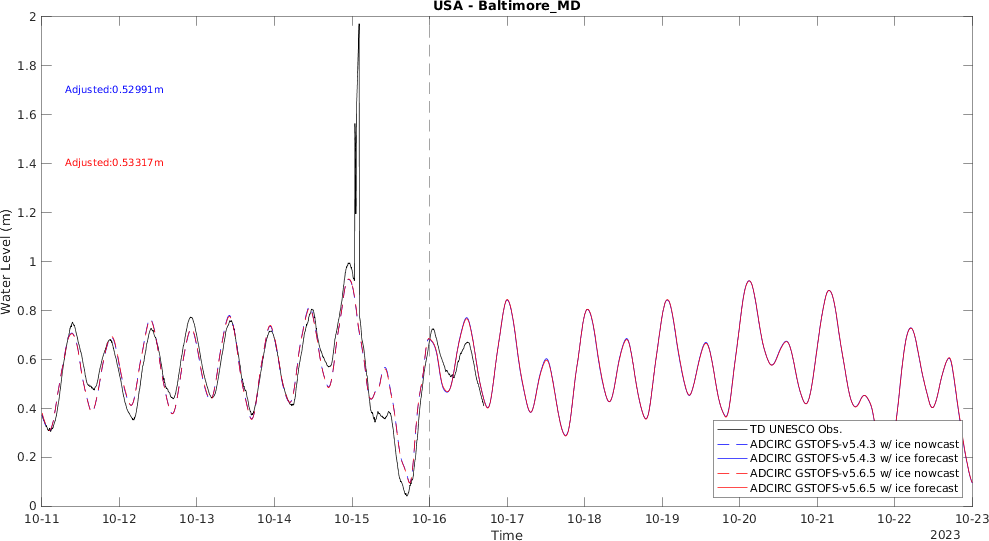 USA - Baltimore_MD
2
1.8
1.6
1.4
1.2
1
0.8
0.6
0.4
0.2
0
Water Level (m)
Adjusted:0.52991m
Adjusted:0.53317m
TD UNESCO Obs.
ADCIRC GSTOFS-v5.4.3 w/ ice nowcast
ADCIRC GSTOFS-v5.4.3 w/ ice forecast
ADCIRC GSTOFS-v5.6.5 w/ ice nowcast
ADCIRC GSTOFS-v5.6.5 w/ ice forecast
10-11 10-12 10-13 10-14 10-15 10-16 10-17 10-18 10-19 10-20 10-21 10-22 10-23
Time
2023